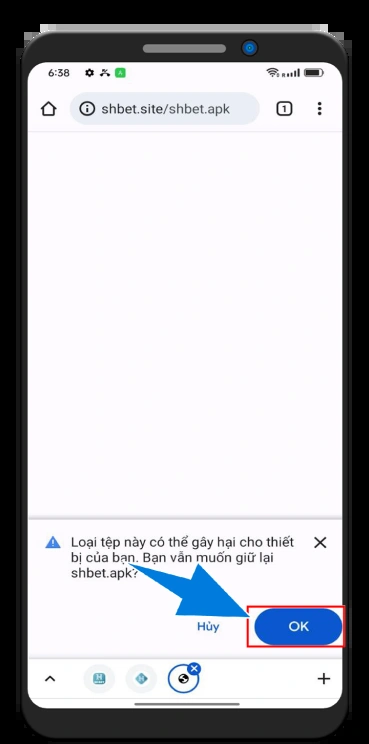 6:38
shbet.site/shbet.apk
1
Loại tệp này có thể gây hại cho thiết
bị của bạn. Bạn vẫn muốn giữ lại
shbet.apk?
Hủy
OK